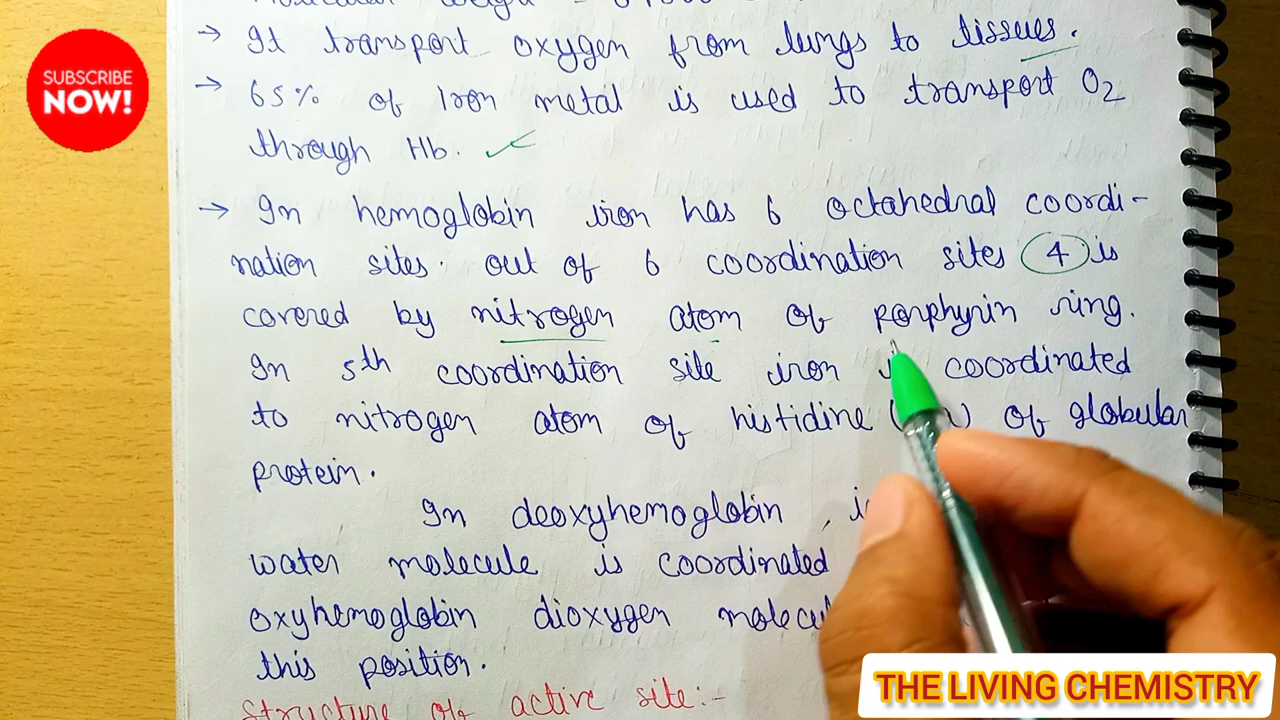 SUBSCRIBE
NOW!
→ It transport oxygen from lungs to tissues.
→ 65% of Iron metal is used to transport O2
through Hb. ✓
→ In hemoglobin iron has 6 octahedral coordi-
nation sites. out of 6 coordination sites 4 is
covered by nitrogen atom of porphyrin ring.
In 5th coordination site iron is coordinated
to nitrogen atom of histidine of globular
protein.
In deoxyhemoglobin,
water molecule is coordinated
oxyhemoglobin dioxygen
this position.
Structure of active site:-
THE LIVING CHEMISTRY